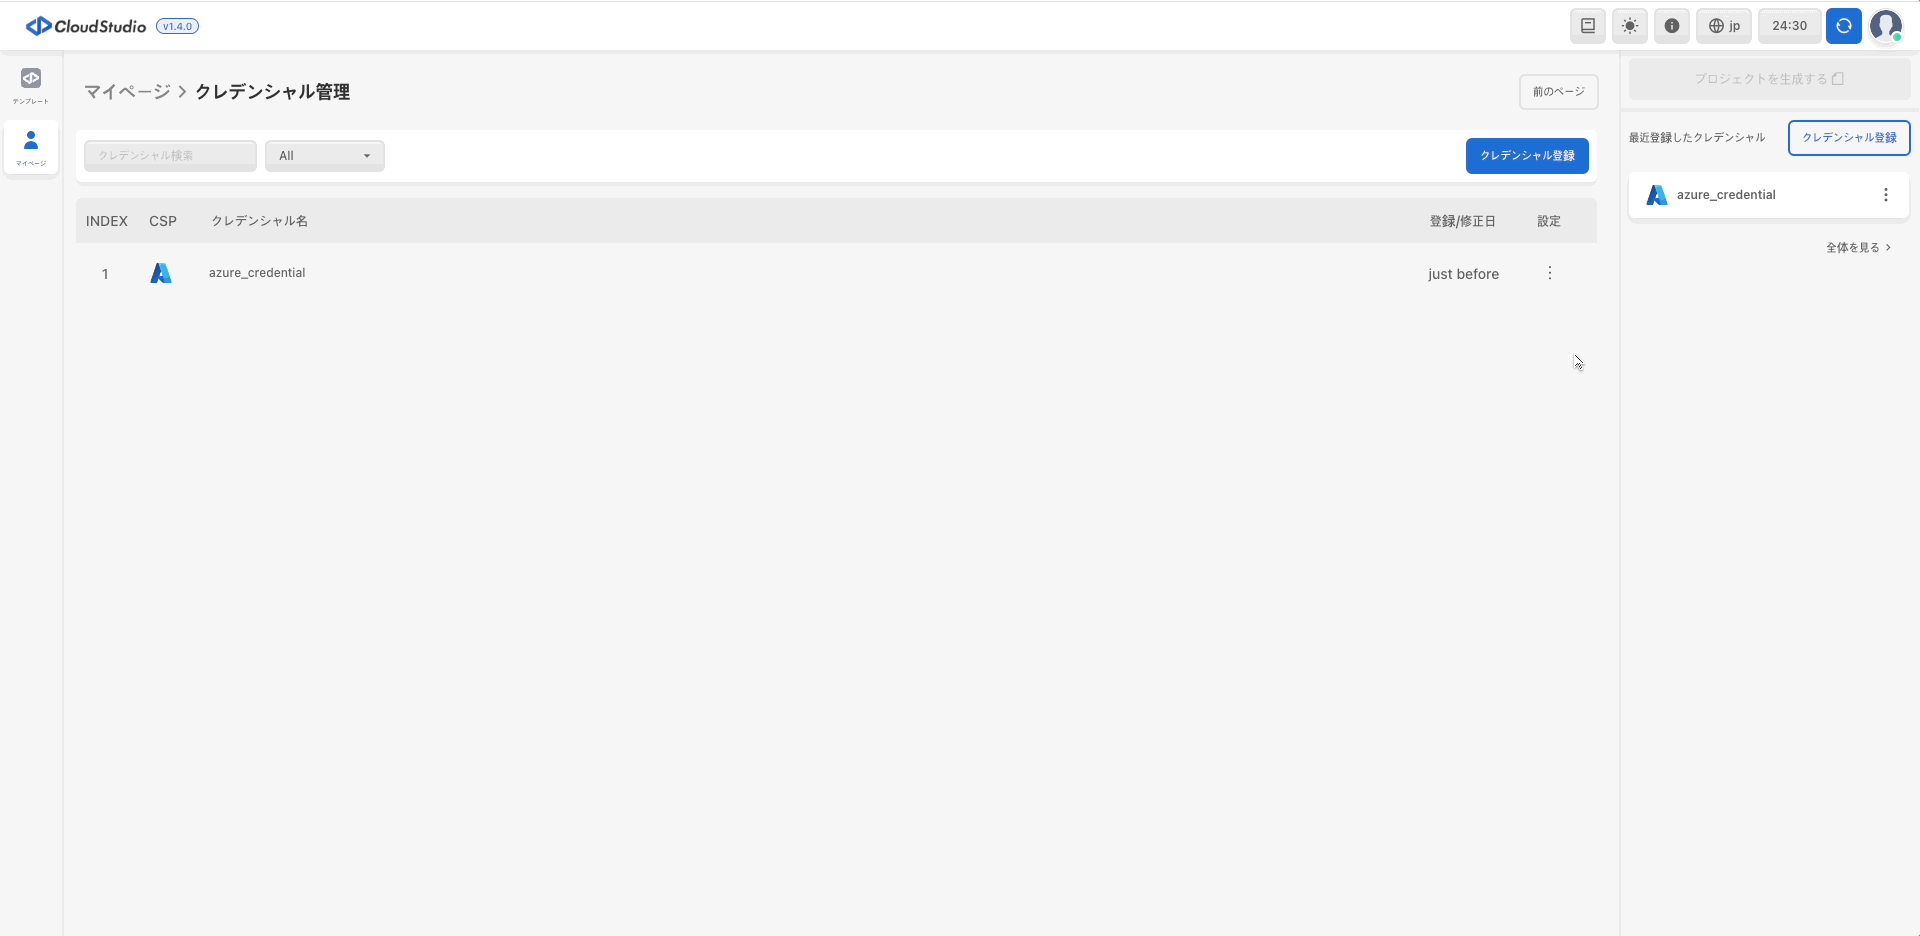 CloudStudio v1.4.0
jp 24:30
テンプレート
マイページ
マイページ > クレデンシャル管理
前のページ
クレデンシャル検索 All クレデンシャル登録
INDEX CSP クレデンシャル名 登録/修正日 設定
1 azure_credential just before
プロジェクトを生成する
最近登録したクレデンシャル クレデンシャル登録
azure_credential
全体を見る >